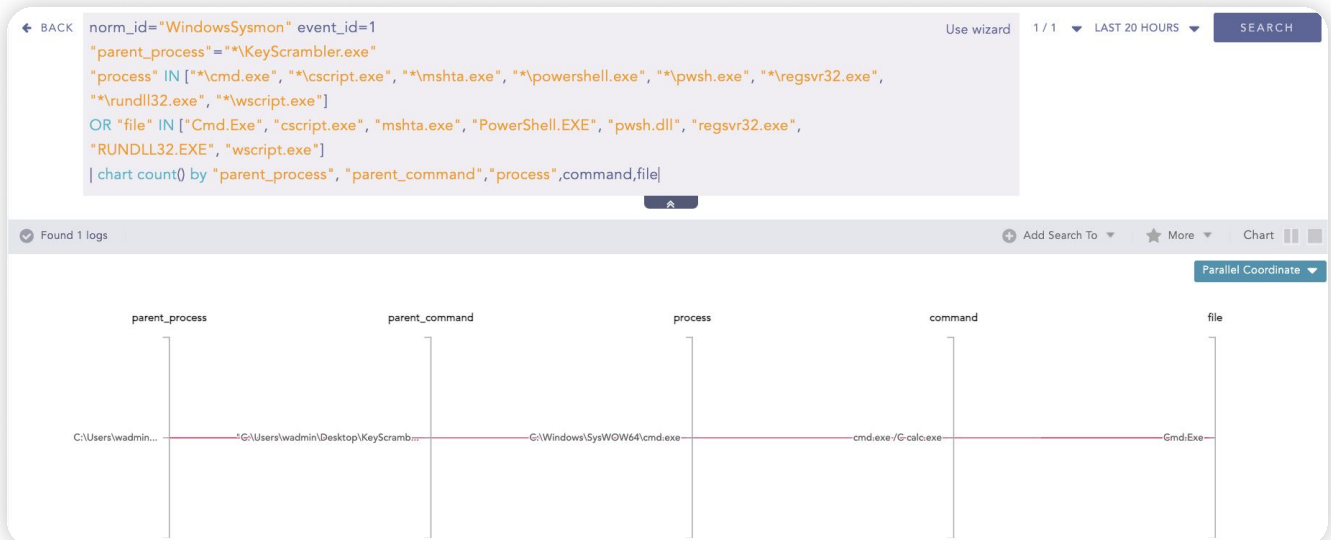 BACK
norm_id="WindowsSysmon" event_id=1
Use wizard
1 / 1
LAST 20 HOURS
SEARCH
"parent_process"="*\KeyScrambler.exe"
"process" IN ["*\cmd.exe", "*\cscript.exe", "*\mshta.exe", "*\powershell.exe", "*\pwsh.exe", "*\regsvr32.exe",
"*\rundll32.exe", "*\wscript.exe"]
OR "file" IN ["Cmd.Exe", "cscript.exe", "mshta.exe", "PowerShell.EXE", "pwsh.dll", "regsvr32.exe",
"RUNDLL32.EXE", "wscript.exe"]
| chart count() by "parent_process", "parent_command","process",command,file
Found 1 logs
Add Search To
More
Chart
Parallel Coordinate
parent_process
parent_command
process
command
file
C:\Users\wadmin...
"C:\Users\wadmin\Desktop\KeyScramb...
C:\Windows\SysWOW64\cmd.exe
cmd.exe /C calc.exe
Cmd.Exe